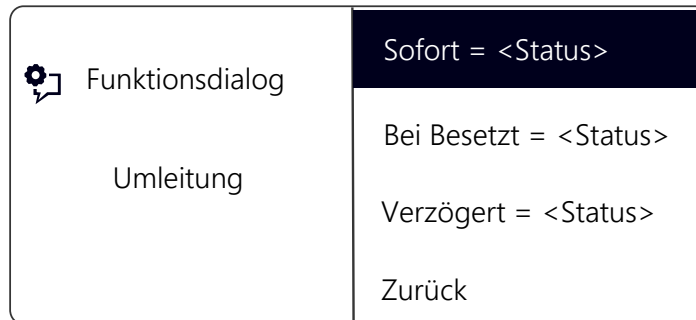 Funktionsdialog
Umleitung
Sofort = <Status>
Bei Besetzt = <Status>
Verzögert = <Status>
Zurück